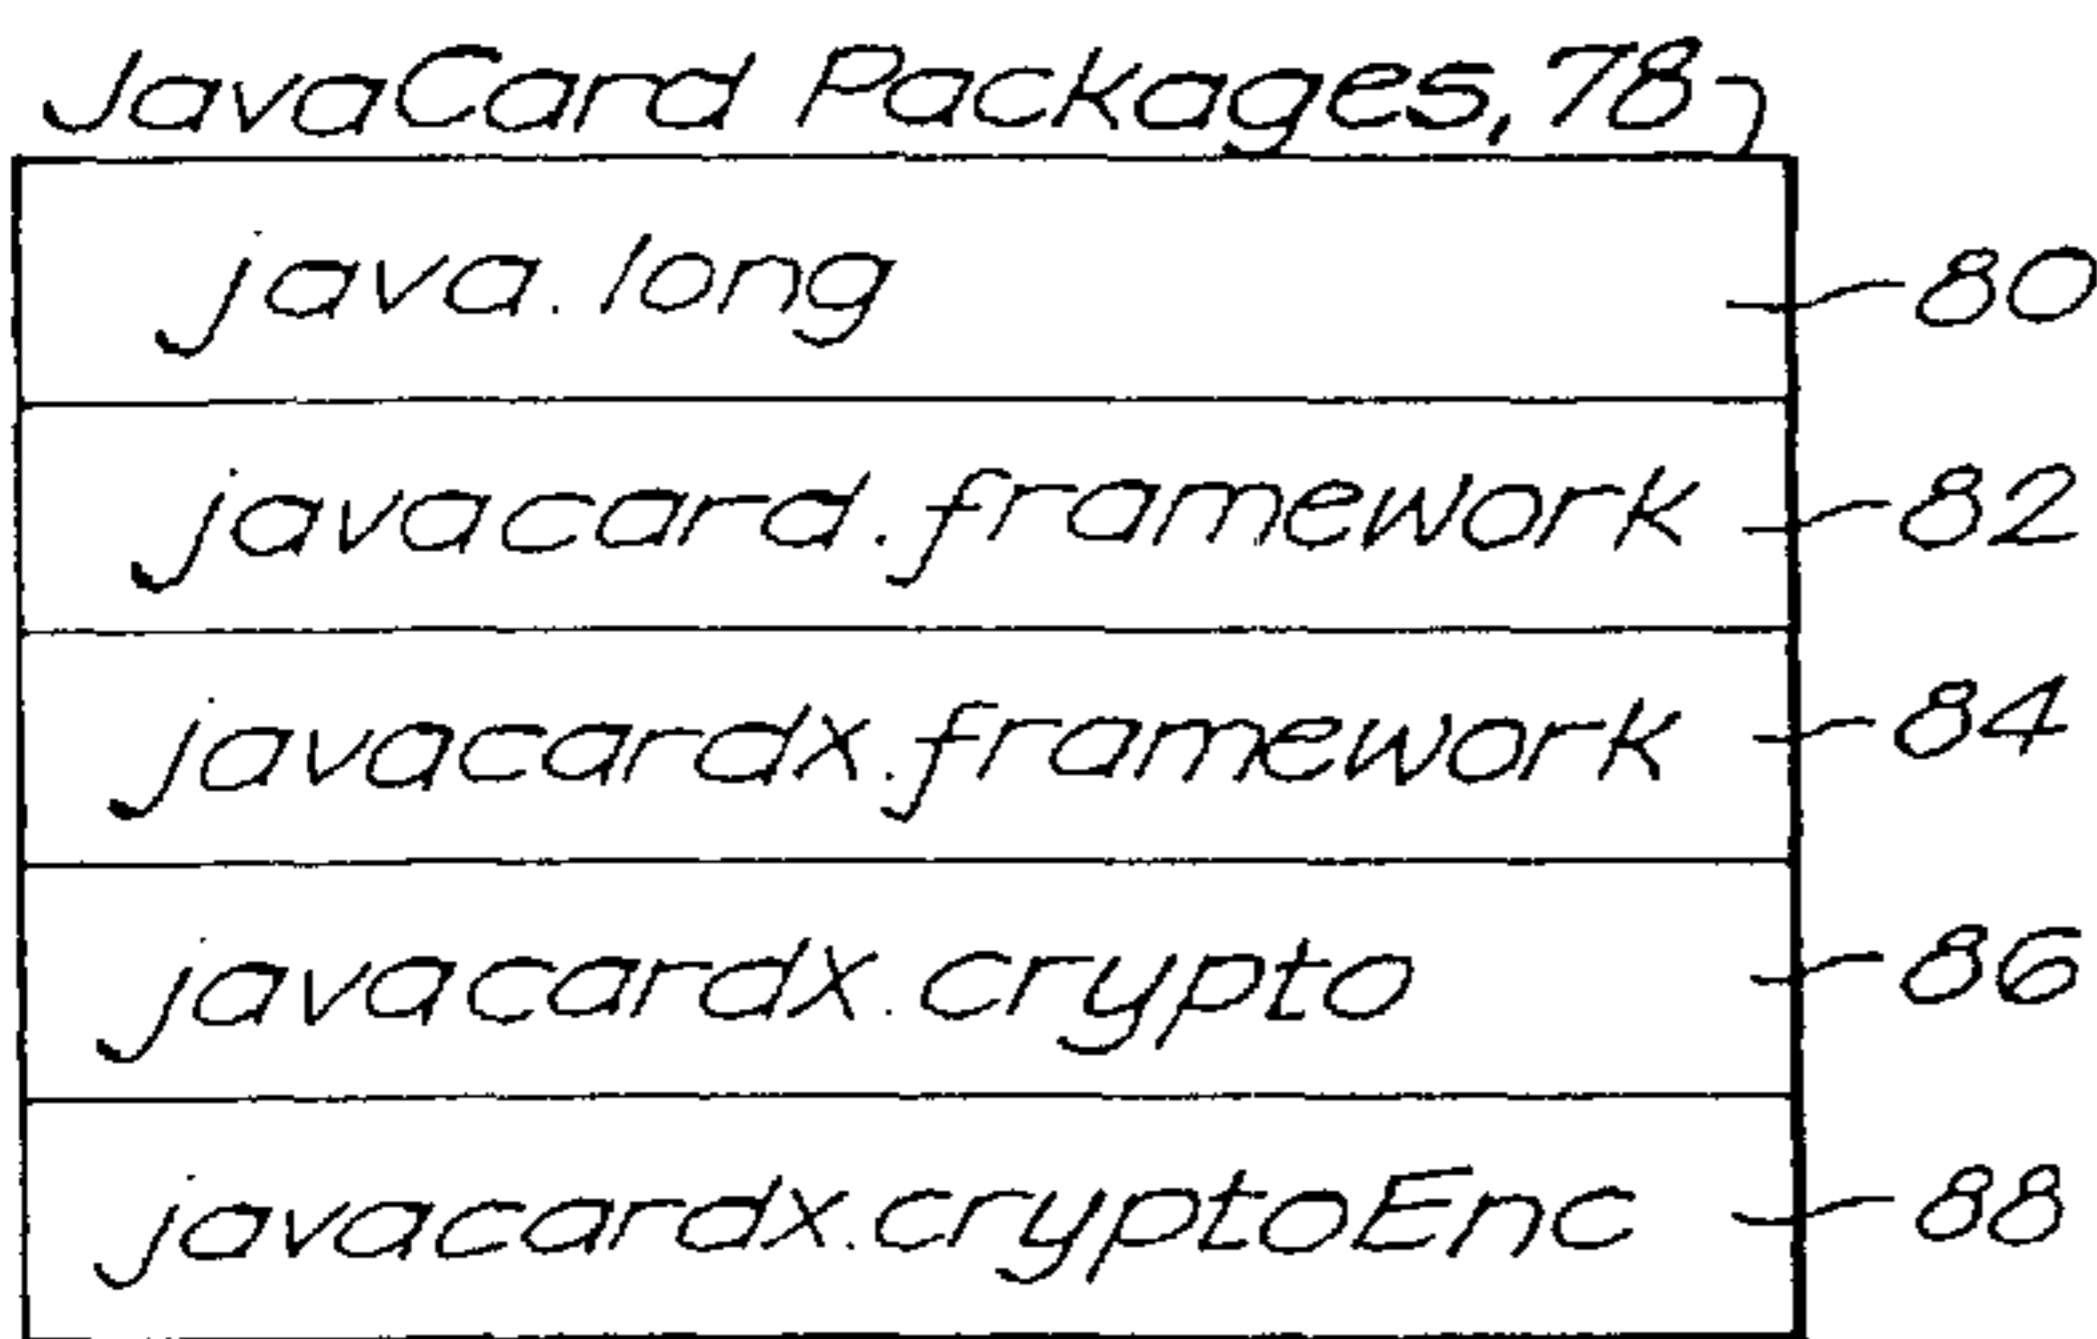 JavaCard Packages, 78
java.long 80
javacard.framework 82
javacardx.framework 84
javacardx.crypto 86
javacardx.cryptoEnc 88